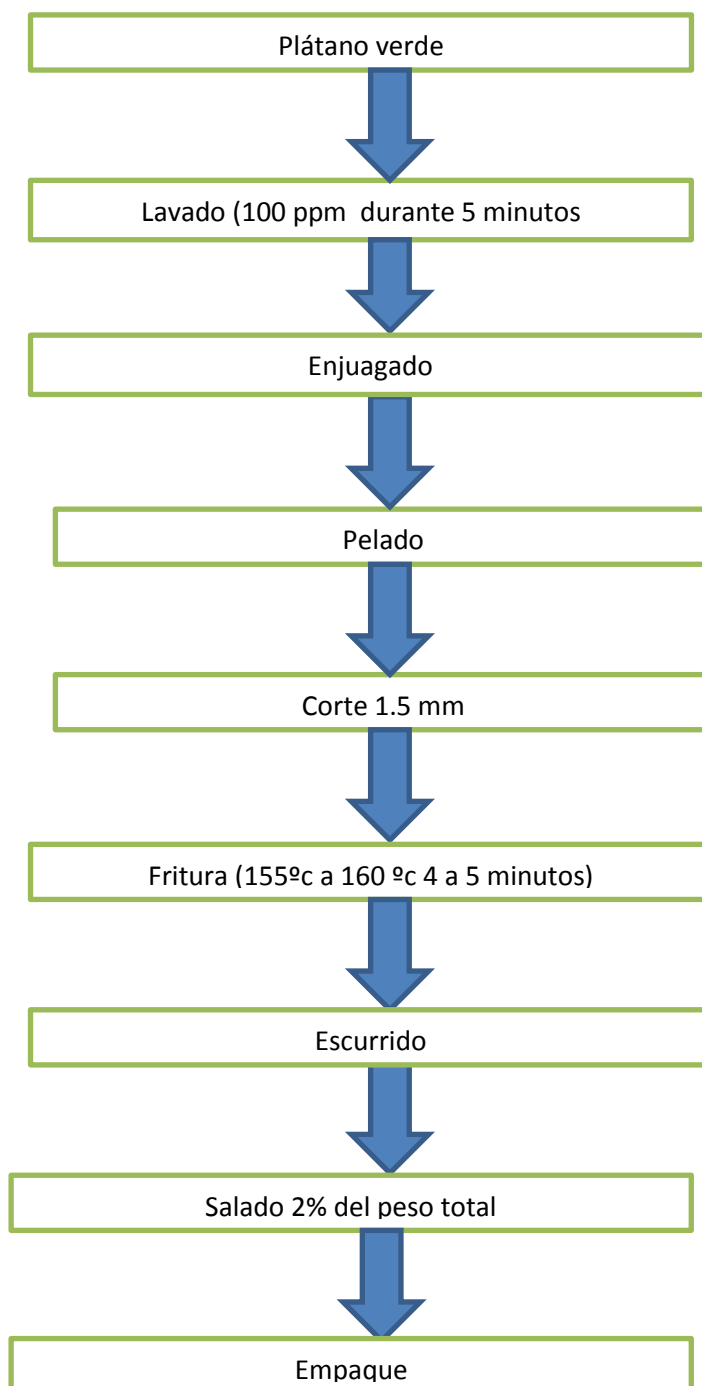 Plátano verde
Lavado (100 ppm  durante 5 minutos
Enjuagado
Pelado
Corte 1.5 mm
Fritura (155ºc a 160 ºc 4 a 5 minutos)
Escurrido
Salado 2% del peso total
Empaque